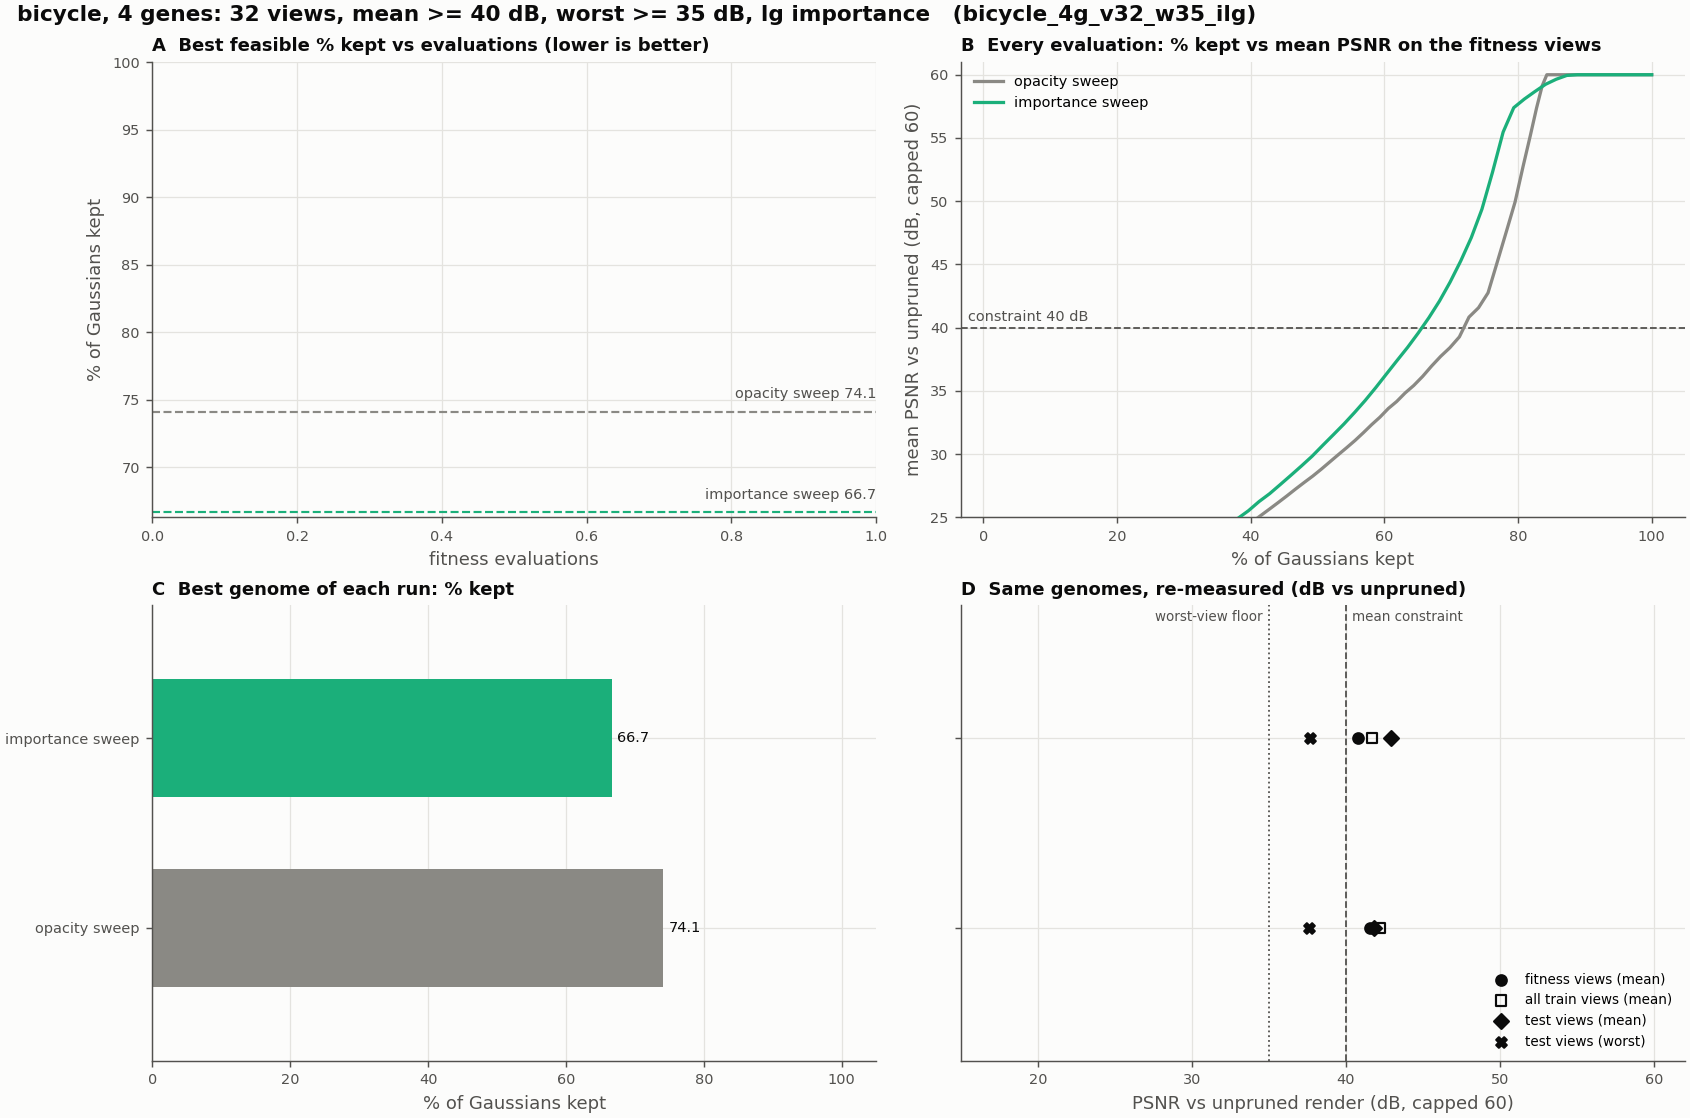 bicycle, 4 genes: 32 views, mean >= 40 dB, worst >= 35 dB, lg importance (bicycle_4g_v32_w35_ilg)
A Best feasible % kept vs evaluations (lower is better)
100
95
90
85
80
75
70
% of Gaussians kept
opacity sweep 74.1
importance sweep 66.7
0.0 0.2 0.4 0.6 0.8 1.0
fitness evaluations
B Every evaluation: % kept vs mean PSNR on the fitness views
60
55
50
45
40
35
30
25
mean PSNR vs unpruned (dB, capped 60)
opacity sweep
importance sweep
constraint 40 dB
0 20 40 60 80 100
% of Gaussians kept
C Best genome of each run: % kept
importance sweep
66.7
opacity sweep
74.1
0 20 40 60 80 100
% of Gaussians kept
D Same genomes, re-measured (dB vs unpruned)
worst-view floor
mean constraint
fitness views (mean)
all train views (mean)
test views (mean)
test views (worst)
20 30 40 50 60
PSNR vs unpruned render (dB, capped 60)